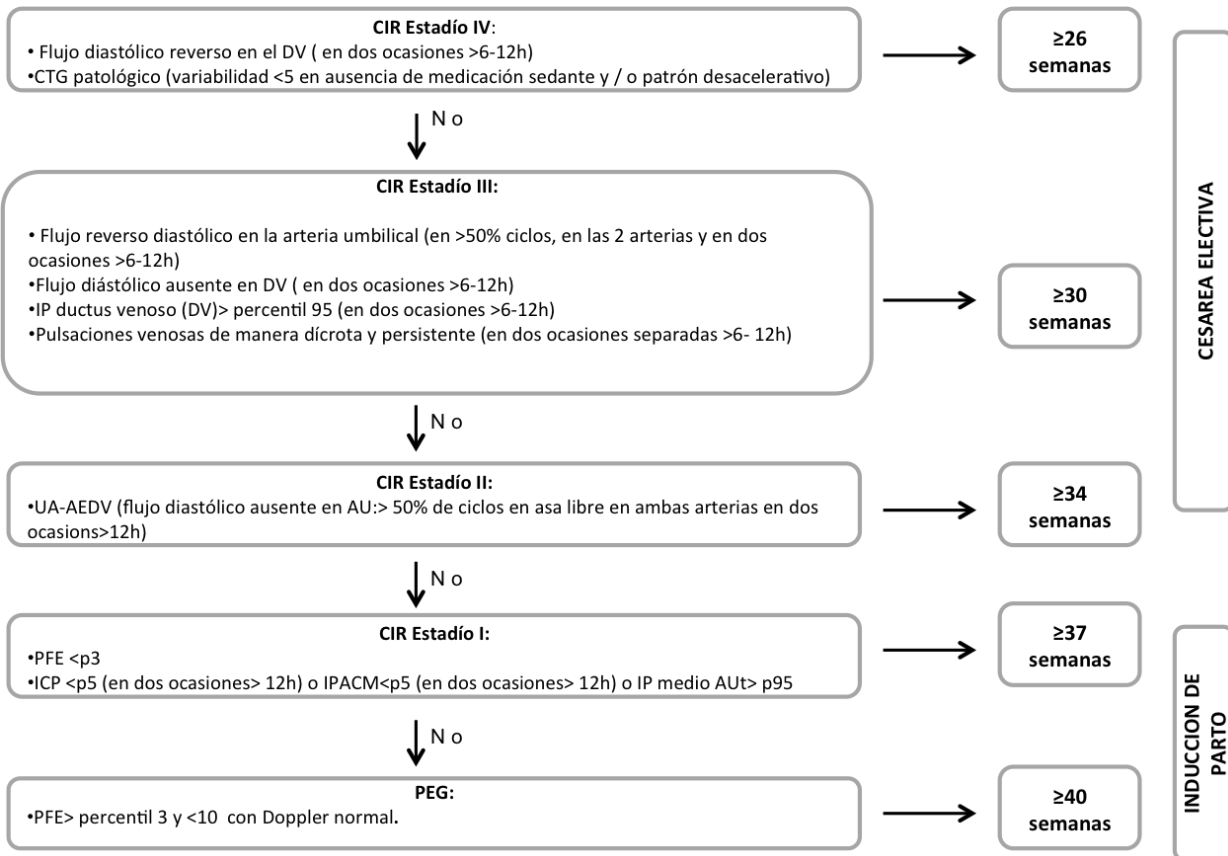 CIR Estadío IV:
• Flujo diastólico reverso en el DV ( en dos ocasiones >6-12h)
•CTG patológico (variabilidad <5 en ausencia de medicación sedante y / o patrón desacelerativo)
≥26
semanas
N o
CIR Estadío III:
• Flujo reverso diastólico en la arteria umbilical (en >50% ciclos, en las 2 arterias y en dos
ocasiones >6-12h)
•Flujo diástólico ausente en DV ( en dos ocasiones >6-12h)
•IP ductus venoso (DV)> percentil 95 (en dos ocasiones >6-12h)
•Pulsaciones venosas de manera dícrota y persistente (en dos ocasiones separadas >6- 12h)
≥30
semanas
N o
CIR Estadío II:
•UA-AEDV (flujo diastólico ausente en AU:> 50% de ciclos en asa libre en ambas arterias en dos
ocasions>12h)
≥34
semanas
CESAREA ELECTIVA
N o
CIR Estadío I:
•PFE <p3
•ICP <p5 (en dos ocasiones> 12h) o IPACM<p5 (en dos ocasiones> 12h) o IP medio AUt> p95
≥37
semanas
N o
PEG:
•PFE> percentil 3 y <10 con Doppler normal.
≥40
semanas
INDUCCION DE
PARTO